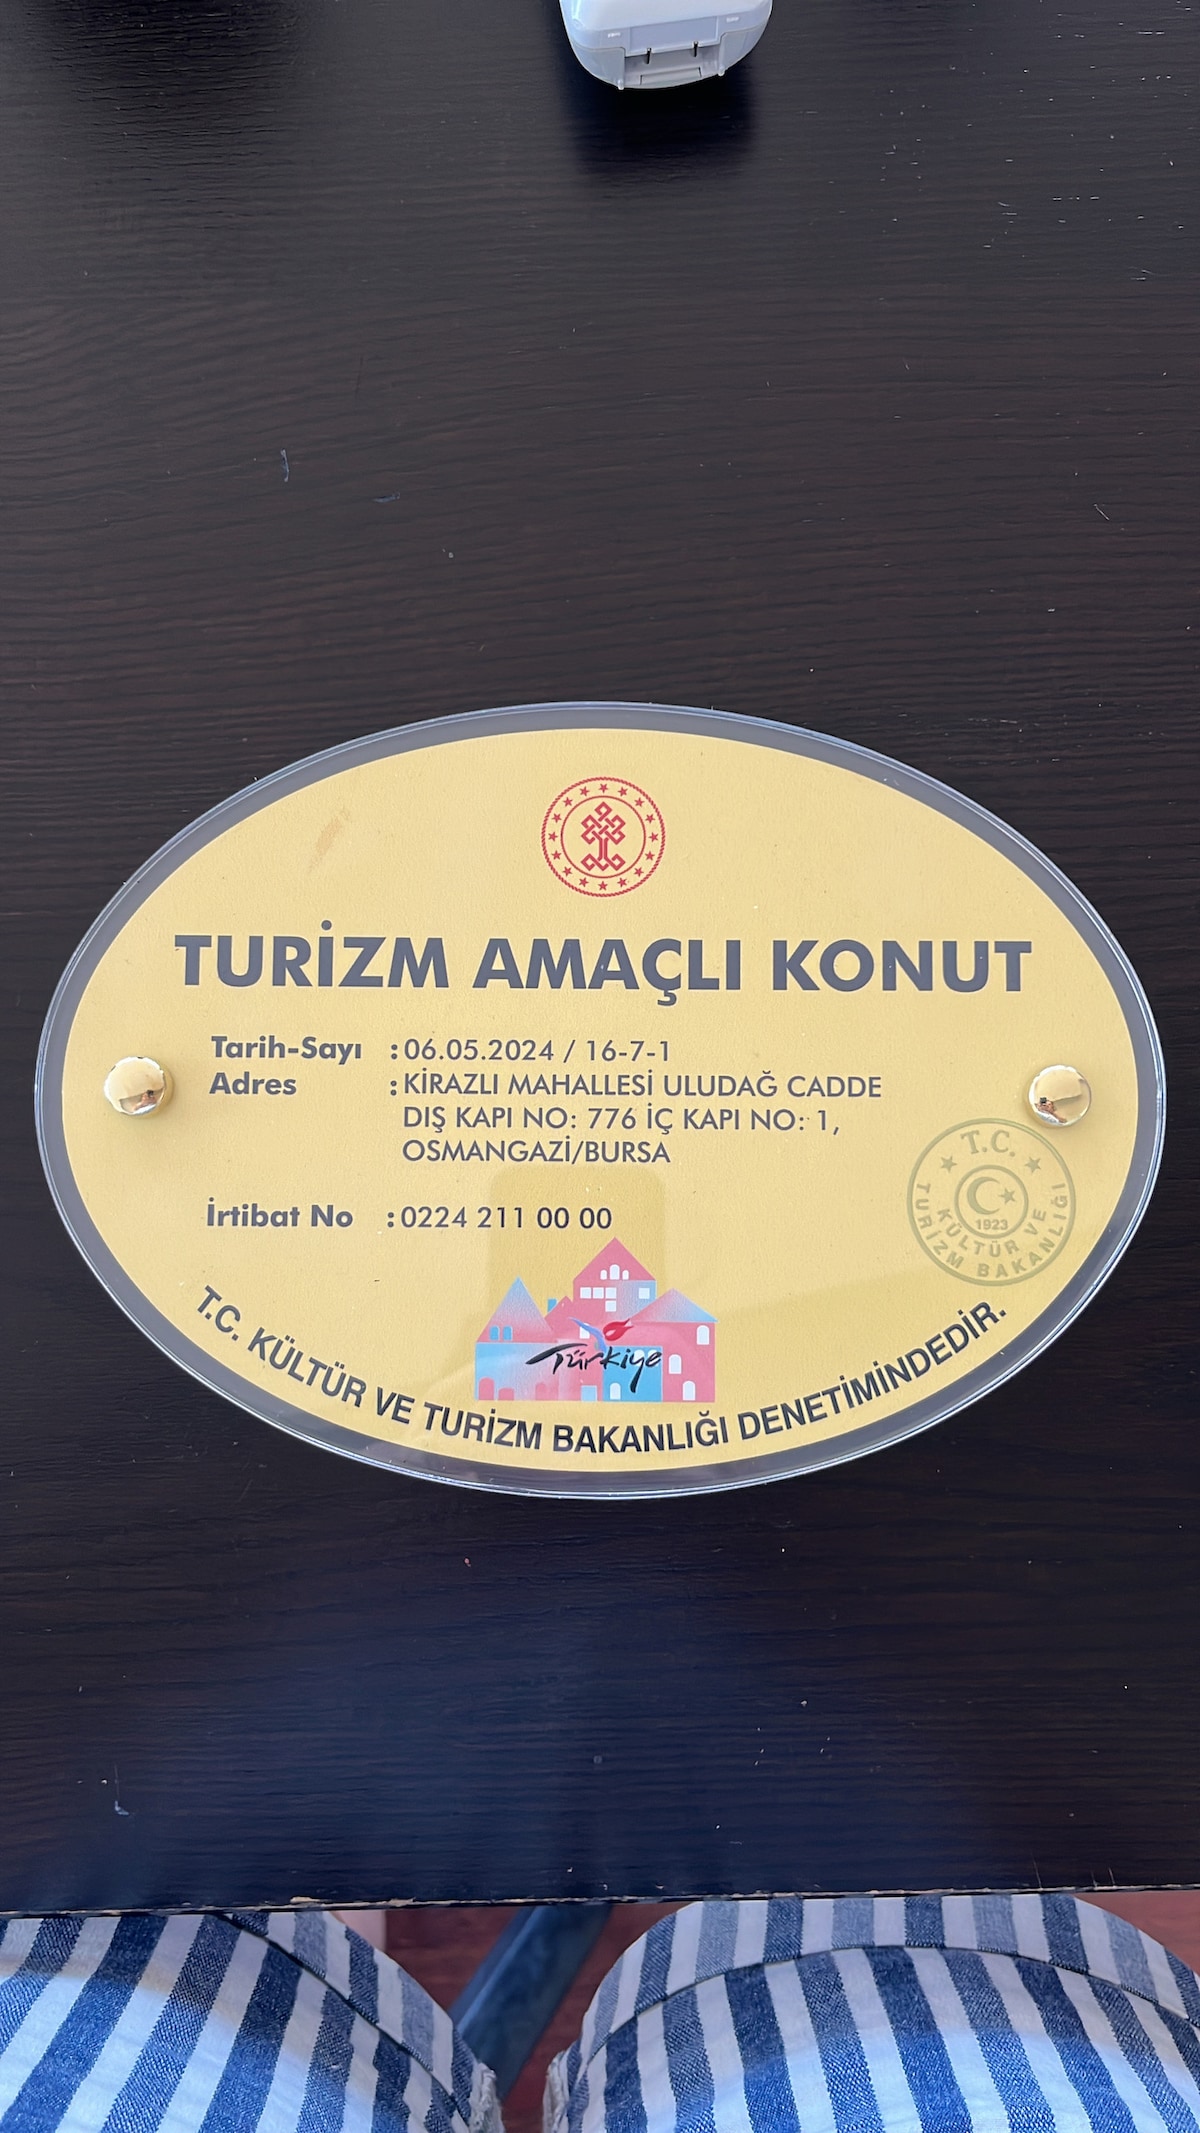 TURİZM AMAÇLI KONUT
Tarih-Sayı : 06.05.2024 / 16-7-1
Adres : KİRAZLI MAHALLESİ ULUDAĞ CADDE
DIŞ KAPI NO: 776 İÇ KAPI NO: 1,
OSMANGAZİ/BURSA
İrtibat No : 0224 211 00 00
T.C.
1923
KÜLTÜR VE
TURİZM BAKANLIĞI
Türkiye
T.C. KÜLTÜR VE TURİZM BAKANLIĞI DENETİMİNDEDİR.